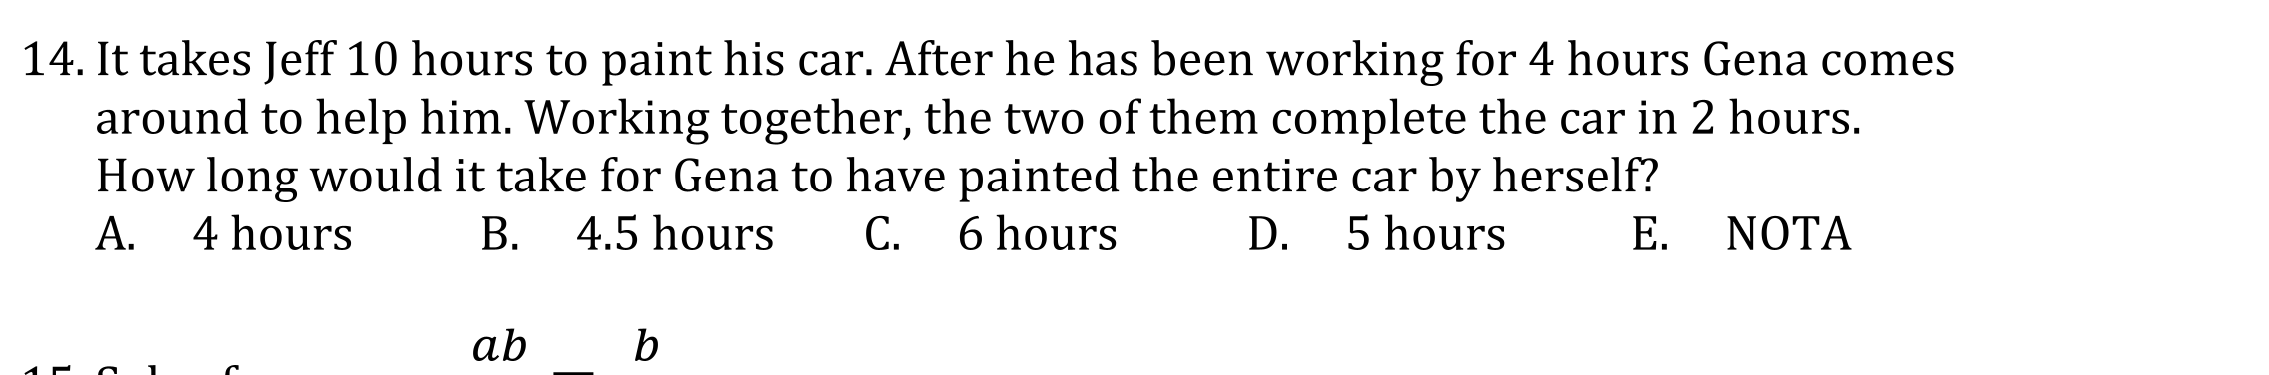 14. It takes Jeff 10 hours to paint his car. After he has been working for 4 hours Gena comes
around to help him. Working together, the two of them complete the car in 2 hours.
How long would it take for Gena to have painted the entire car by herself?
A. 4 hours B. 4.5 hours C. 6 hours D. 5 hours E. NOTA
ab b